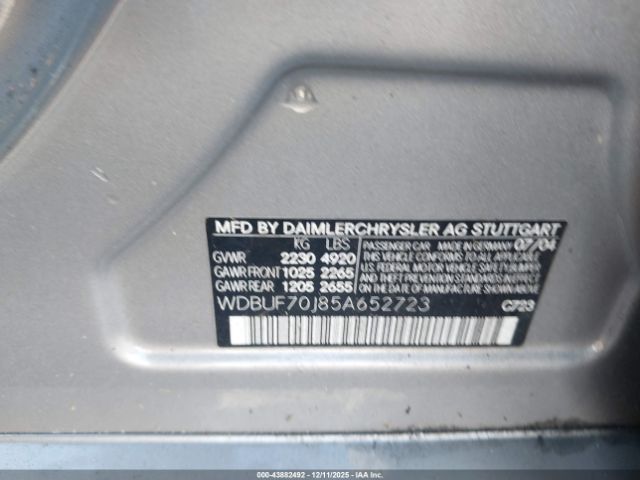 MFD BY DAIMLERCHRYSLER AG STUTTGART
KG LBS PASSENGER CAR MADE IN GERMANY 07/04
GVWR 2230 4920 THIS VEHICLE CONFORMS TO ALL APPLICABLE
GAWR FRONT 1025 2265 U.S. FEDERAL MOTOR VEHICLE SAFETY, BUMPER
GAWR REAR 1205 2655 AND THEFT PREVENTION STANDARDS IN EFFECT
ON THE DATE OF MANUFACTURE SHOWN ABOVE.
WDBUF70J85A652723 C723
000-43882492 - 12/11/2025 - IAAI.COM